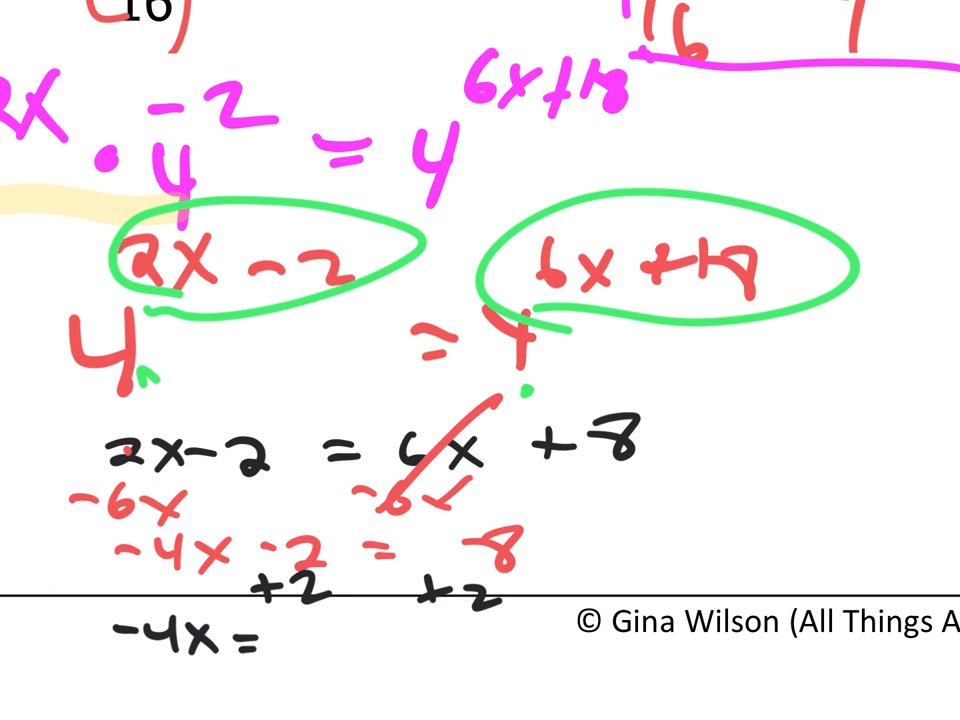 16)
2x · 4^-2 = 4^6x+18
4^2x-2 = 4^6x+18
2x-2 = 6x + -8
-6x -6x
-4x -2 = -8
+2 +2
-4x =
© Gina Wilson (All Things A